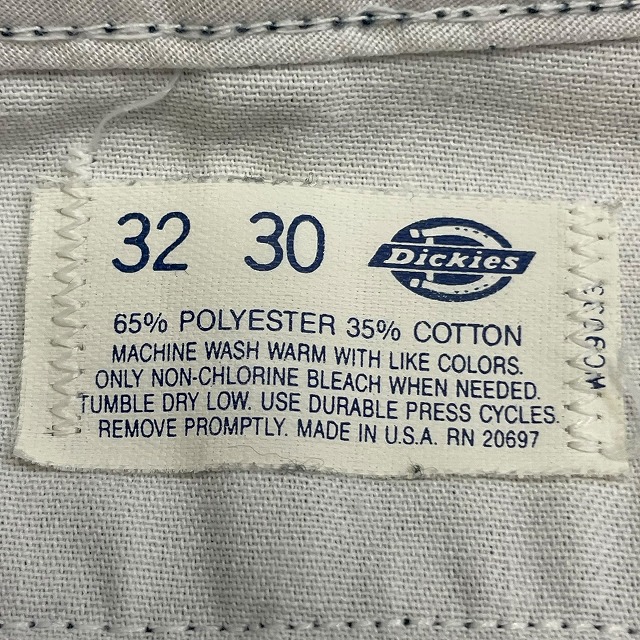 32 30 Dickies
65% POLYESTER 35% COTTON
MACHINE WASH WARM WITH LIKE COLORS.
ONLY NON-CHLORINE BLEACH WHEN NEEDED.
TUMBLE DRY LOW. USE DURABLE PRESS CYCLES.
REMOVE PROMPTLY. MADE IN U.S.A. RN 20697